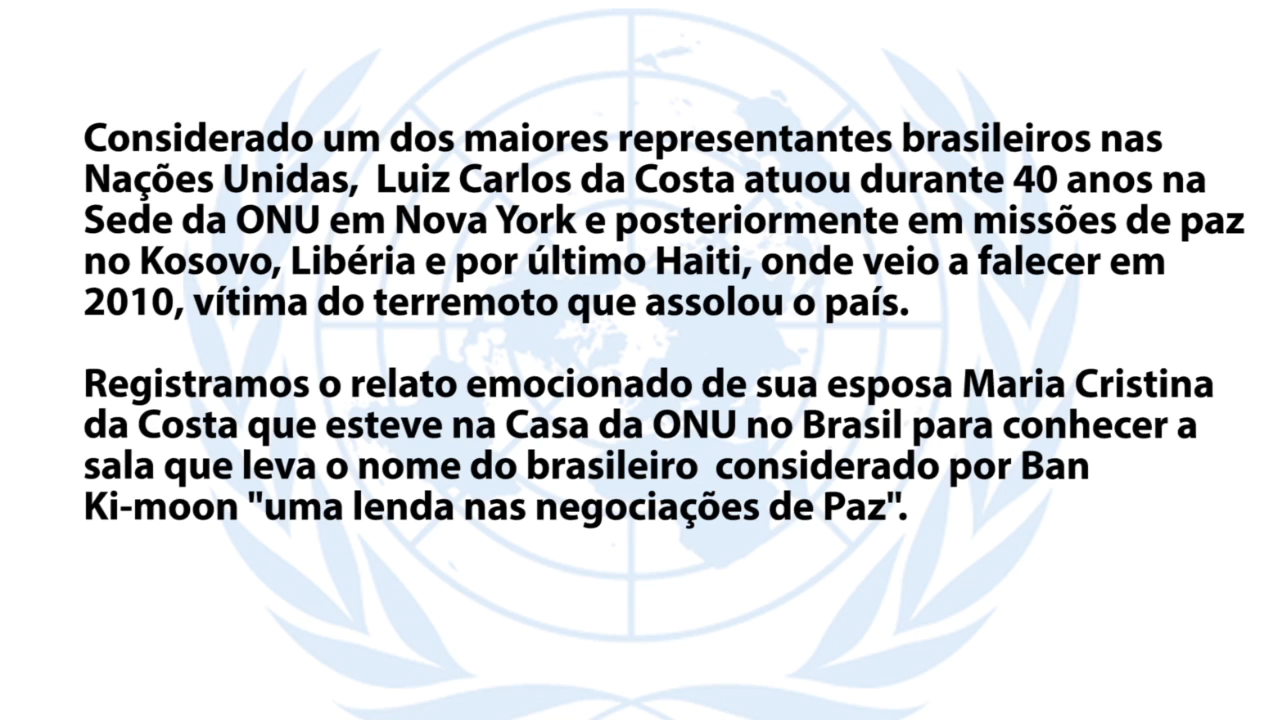 Considerado um dos maiores representantes brasileiros nas
Nações Unidas,  Luiz Carlos da Costa atuou durante 40 anos na
Sede da ONU em Nova York e posteriormente em missões de paz
no Kosovo, Libéria e por último Haiti, onde veio a falecer em
2010, vítima do terremoto que assolou o país.
Registramos o relato emocionado de sua esposa Maria Cristina
da Costa que esteve na Casa da ONU no Brasil para conhecer a
sala que leva o nome do brasileiro  considerado por Ban
Ki-moon "uma lenda nas negociações de Paz".